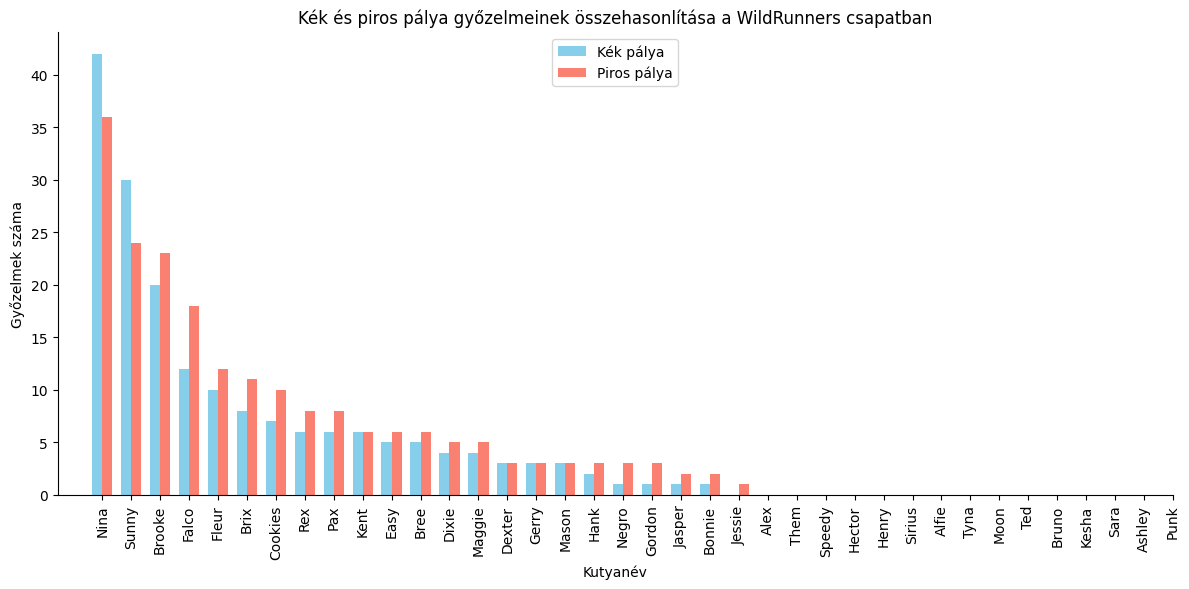 Kék és piros pálya győzelmeinek összehasonlítása a WildRunners csapatban
Kék pálya
Piros pálya
Győzelmek száma
40
35
30
25
20
15
10
5
0
Nina
Sunny
Brooke
Falco
Fleur
Brix
Cookies
Rex
Pax
Kent
Easy
Bree
Dixie
Maggie
Dexter
Gerry
Mason
Hank
Negro
Gordon
Jasper
Bonnie
Jessie
Alex
Them
Speedy
Hector
Henry
Sirius
Alfie
Tyna
Moon
Ted
Bruno
Kesha
Sara
Ashley
Punk
Kutyanév